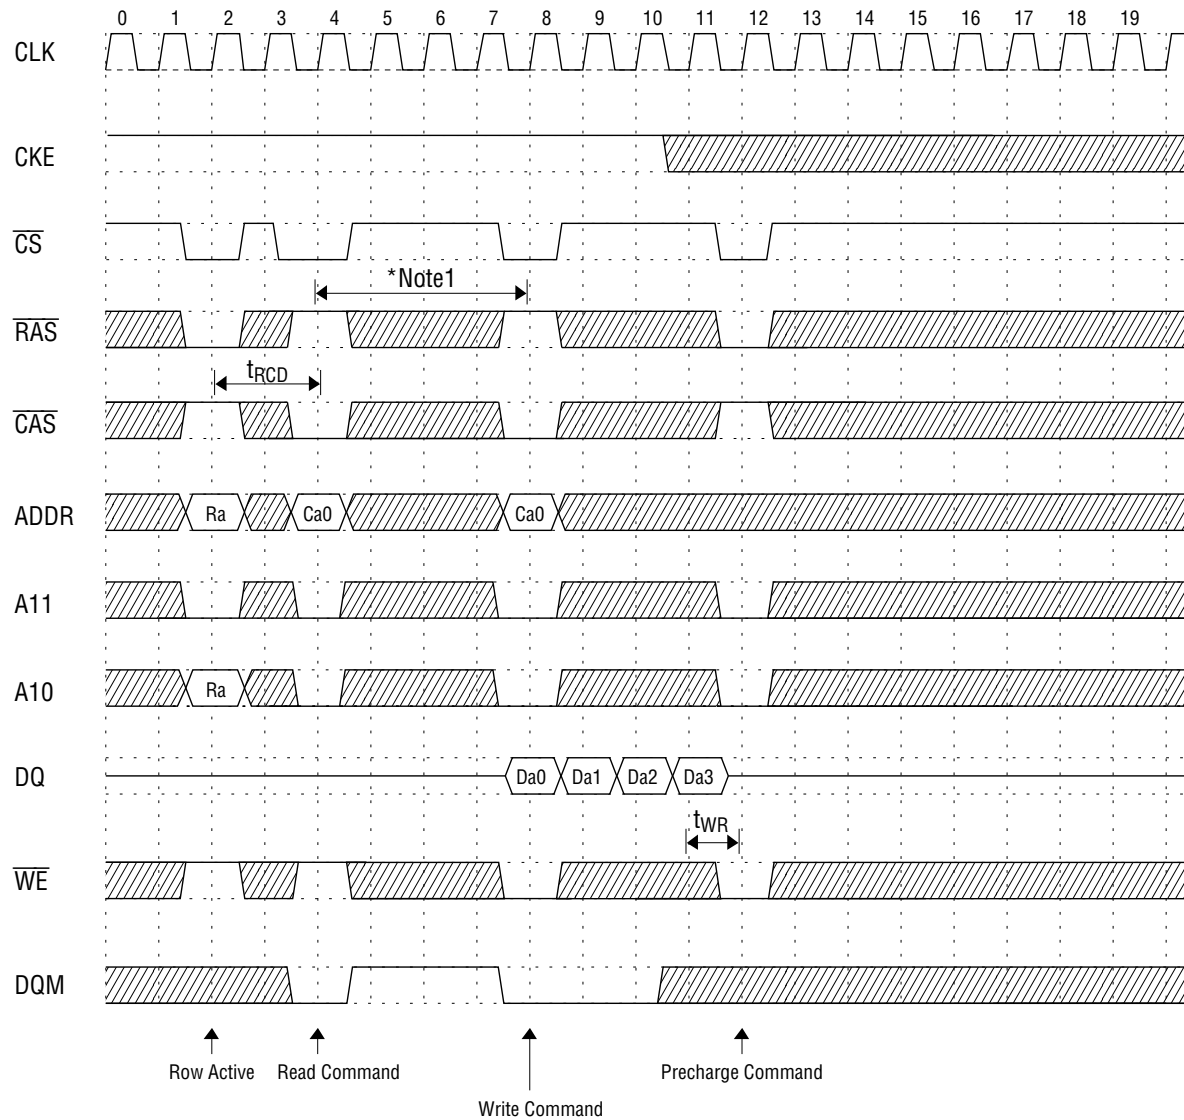 0 1 2 3 4 5 6 7 8 9 10 11 12 13 14 15 16 17 18 19
CLK
CKE
CS
*Note1
RAS
tRCD
CAS
ADDR Ra Ca0 Ca0
A11
A10 Ra
DQ Da0 Da1 Da2 Da3
tWR
WE
DQM
Row Active Read Command Precharge Command
Write Command